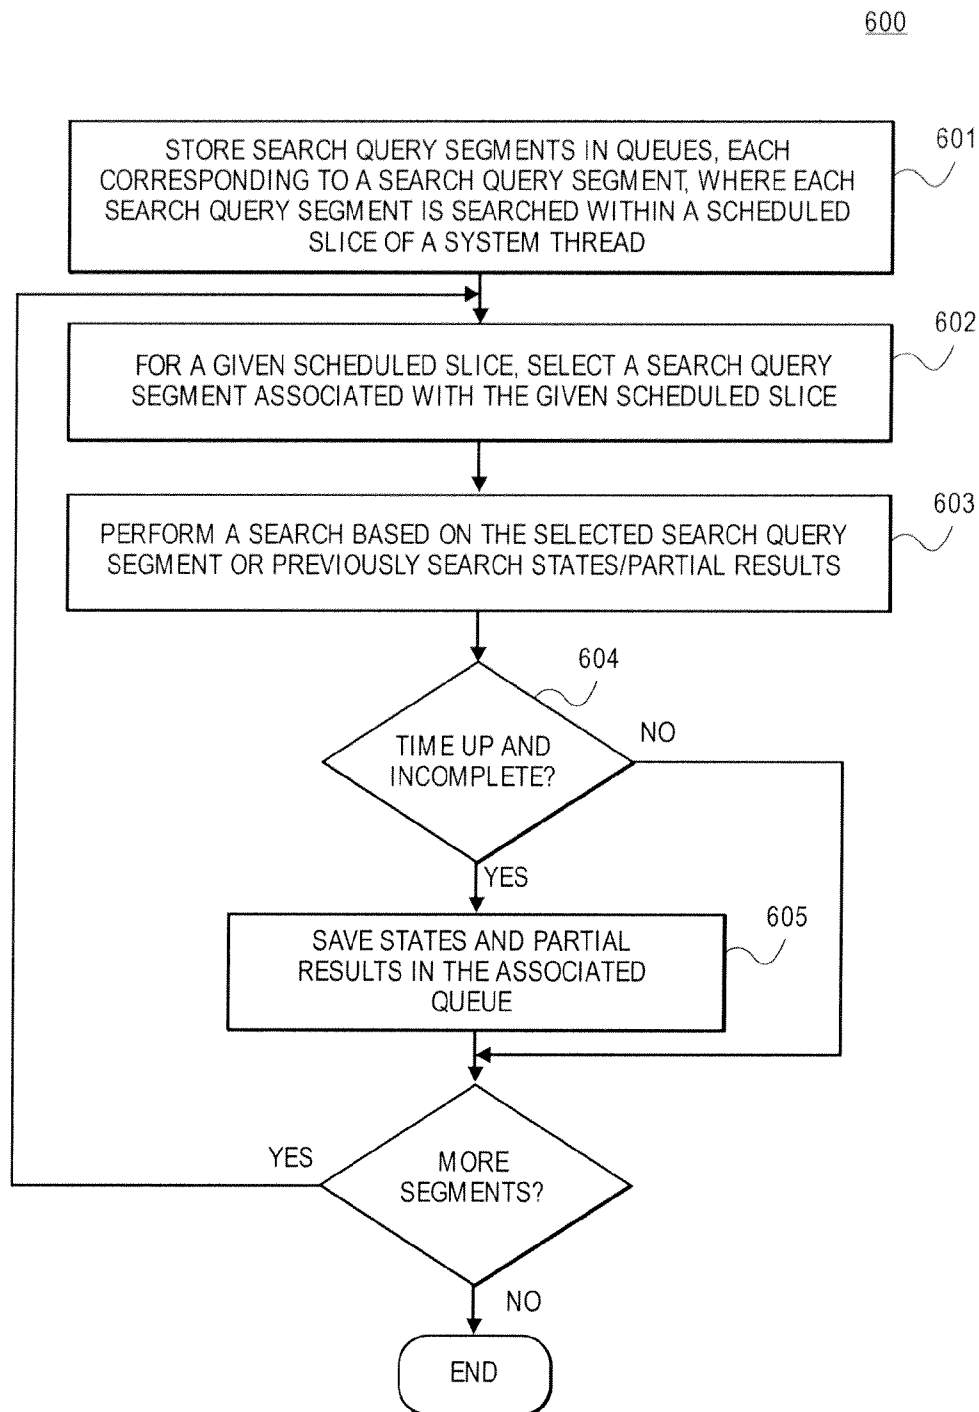 600
STORE SEARCH QUERY SEGMENTS IN QUEUES, EACH
CORRESPONDING TO A SEARCH QUERY SEGMENT, WHERE EACH
SEARCH QUERY SEGMENT IS SEARCHED WITHIN A SCHEDULED
SLICE OF A SYSTEM THREAD
601
FOR A GIVEN SCHEDULED SLICE, SELECT A SEARCH QUERY
SEGMENT ASSOCIATED WITH THE GIVEN SCHEDULED SLICE
602
PERFORM A SEARCH BASED ON THE SELECTED SEARCH QUERY
SEGMENT OR PREVIOUSLY SEARCH STATES/PARTIAL RESULTS
603
604
TIME UP AND
INCOMPLETE?
NO
YES
SAVE STATES AND PARTIAL
RESULTS IN THE ASSOCIATED
QUEUE
605
YES
MORE
SEGMENTS?
NO
END